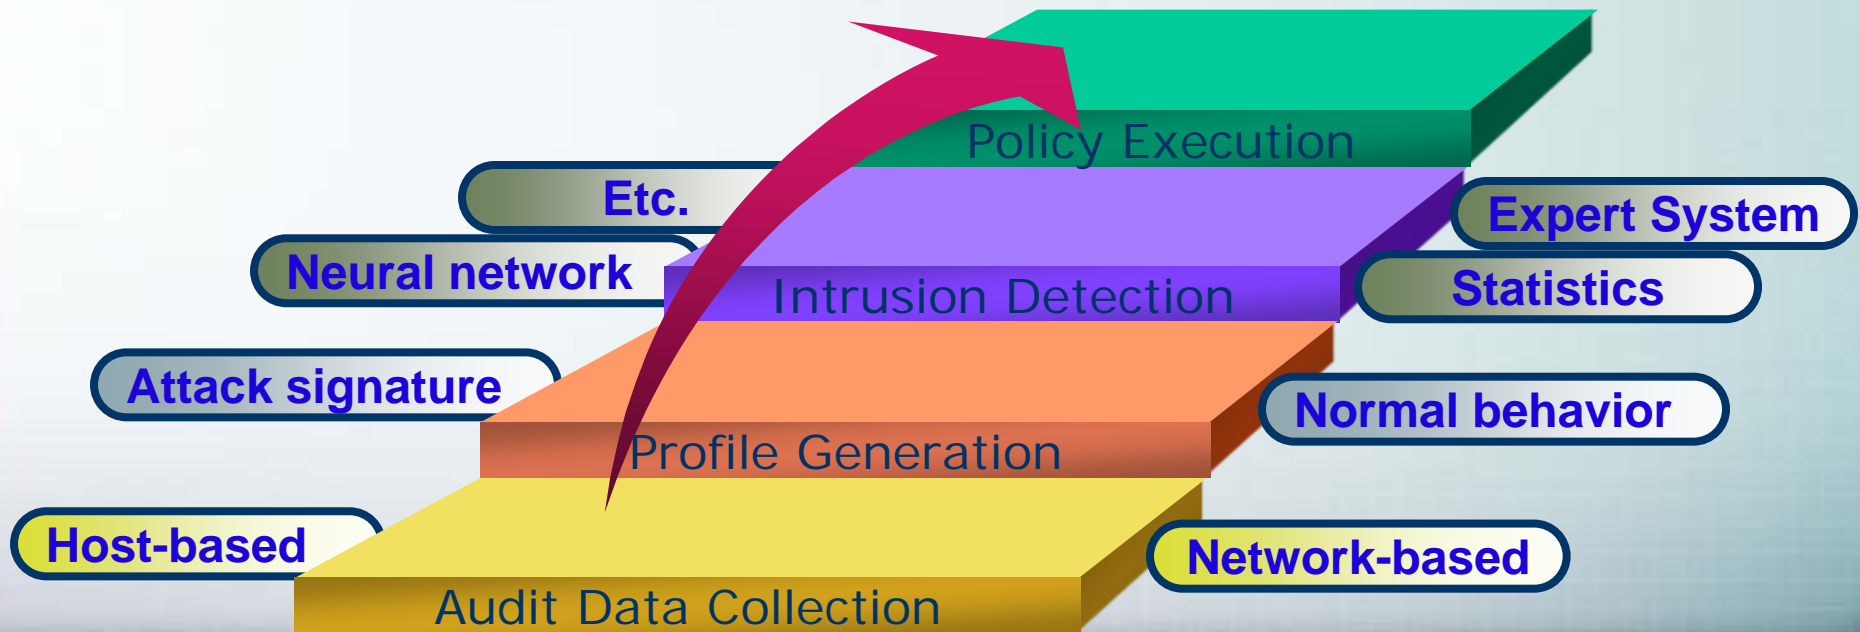 Policy Execution
Etc.
Expert System
Neural network
Intrusion Detection
Statistics
Attack signature
Normal behavior
Profile Generation
Host-based
Network-based
Audit Data Collection